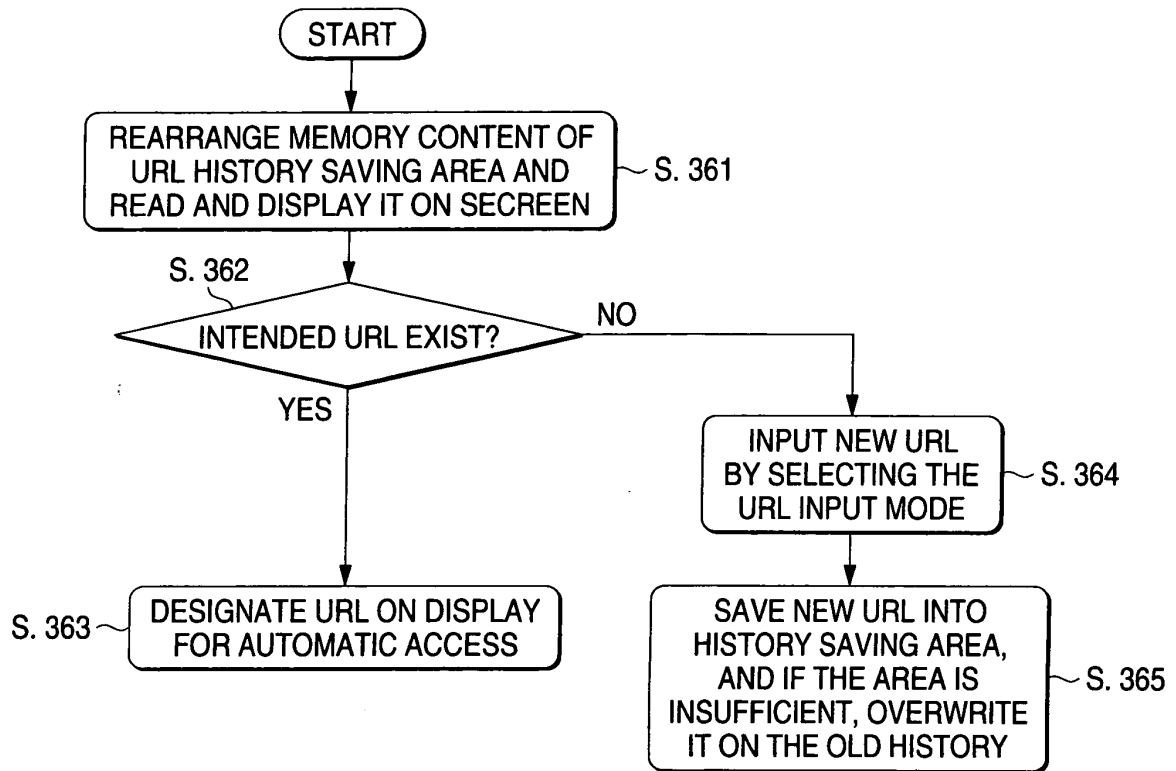 START
REARRANGE MEMORY CONTENT OF
URL HISTORY SAVING AREA AND
READ AND DISPLAY IT ON SECREEN
S. 361
S. 362
INTENDED URL EXIST?
NO
YES
INPUT NEW URL
BY SELECTING THE
URL INPUT MODE
S. 364
DESIGNATE URL ON DISPLAY
FOR AUTOMATIC ACCESS
S. 363
SAVE NEW URL INTO
HISTORY SAVING AREA,
AND IF THE AREA IS
INSUFFICIENT, OVERWRITE
IT ON THE OLD HISTORY
S. 365